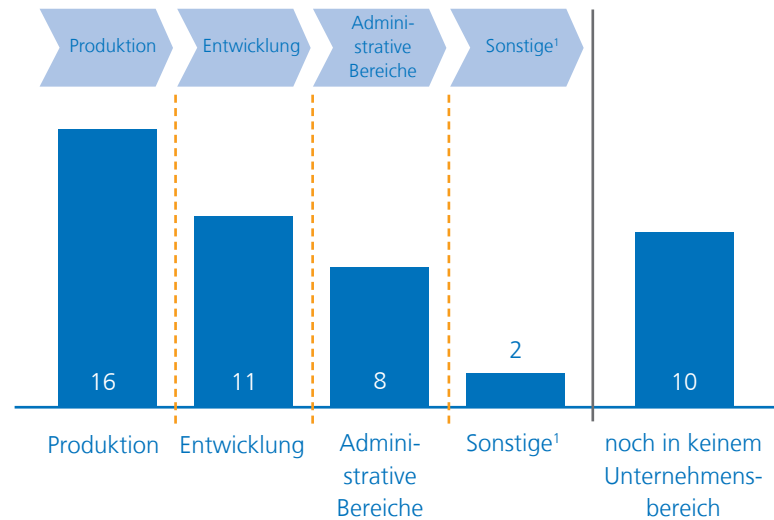 Produktion
Entwicklung
Admini-
strative
Bereiche
Sonstige¹
16
11
8
2
10
Produktion
Entwicklung
Admini-
strative
Bereiche
Sonstige¹
noch in keinem
Unternehmens-
bereich